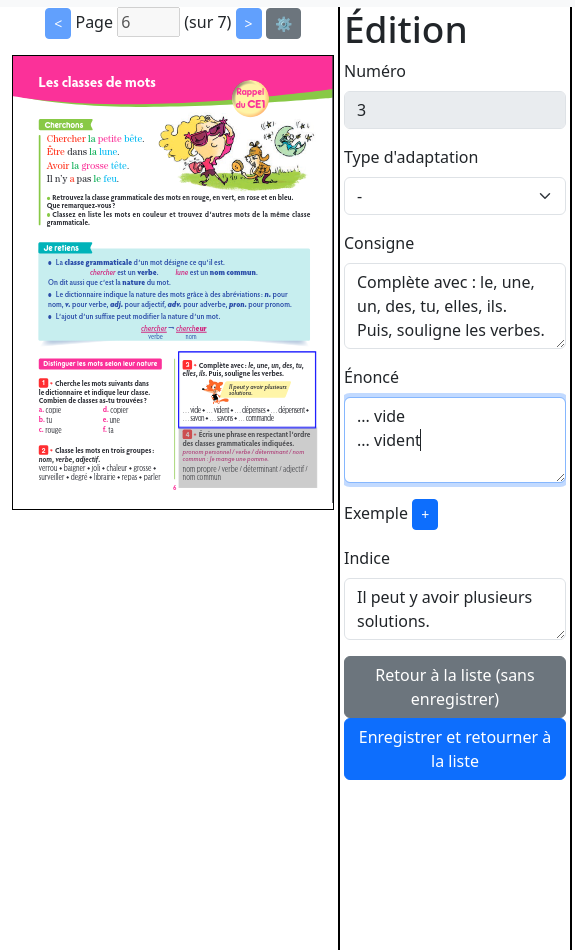 < Page 6 (sur 7) > ⚙️
Les classes de mots
Rappel
du CE1
Cherchons
Chercher la petite bête.
Être dans la lune.
Avoir la grosse tête.
Il n'y a pas le feu.
• Retrouvez la classe grammaticale des mots en rouge, en vert, en rose et en bleu.
Que remarquez-vous ?
• Classez en liste les mots en couleur et trouvez d'autres mots de la même classe
grammaticale.
Je retiens
• La classe grammaticale d'un mot désigne ce qu'il est.
chercher est un verbe. lune est un nom commun.
On dit aussi que c'est la nature du mot.
• Le dictionnaire indique la nature des mots grâce à des abréviations : n. pour
nom, v. pour verbe, adj. pour adjectif, adv. pour adverbe, pron. pour pronom.
• L'ajout d'un suffixe peut modifier la nature d'un mot.
chercher → chercheur
verbe nom
Distinguer les mots selon leur nature
1 • Cherche les mots suivants dans
le dictionnaire et indique leur classe.
Combien de classes as-tu trouvées ?
a. copie d. copier
b. tu e. une
c. rouge f. ta
2 • Classe les mots en trois groupes :
nom, verbe, adjectif.
verrou • baigner • joli • chaleur • grosse •
surveiller • degré • librairie • repas • parler
3 • Complète avec : le, une, un, des, tu,
elles, ils. Puis, souligne les verbes.
Il peut y avoir plusieurs
solutions.
… vide • … vident • … dépenses • … dépensent •
… savon • … savons • … commande
4 • Écris une phrase en respectant l'ordre
des classes grammaticales indiquées.
pronom personnel / verbe / déterminant / nom
commun : Je mange une pomme.
nom propre / verbe / déterminant / adjectif /
nom commun
6
Édition
Numéro
3
Type d'adaptation
-
Consigne
Complète avec : le, une,
un, des, tu, elles, ils.
Puis, souligne les verbes.
Énoncé
... vide
... vident
Exemple +
Indice
Il peut y avoir plusieurs
solutions.
Retour à la liste (sans
enregistrer)
Enregistrer et retourner à
la liste